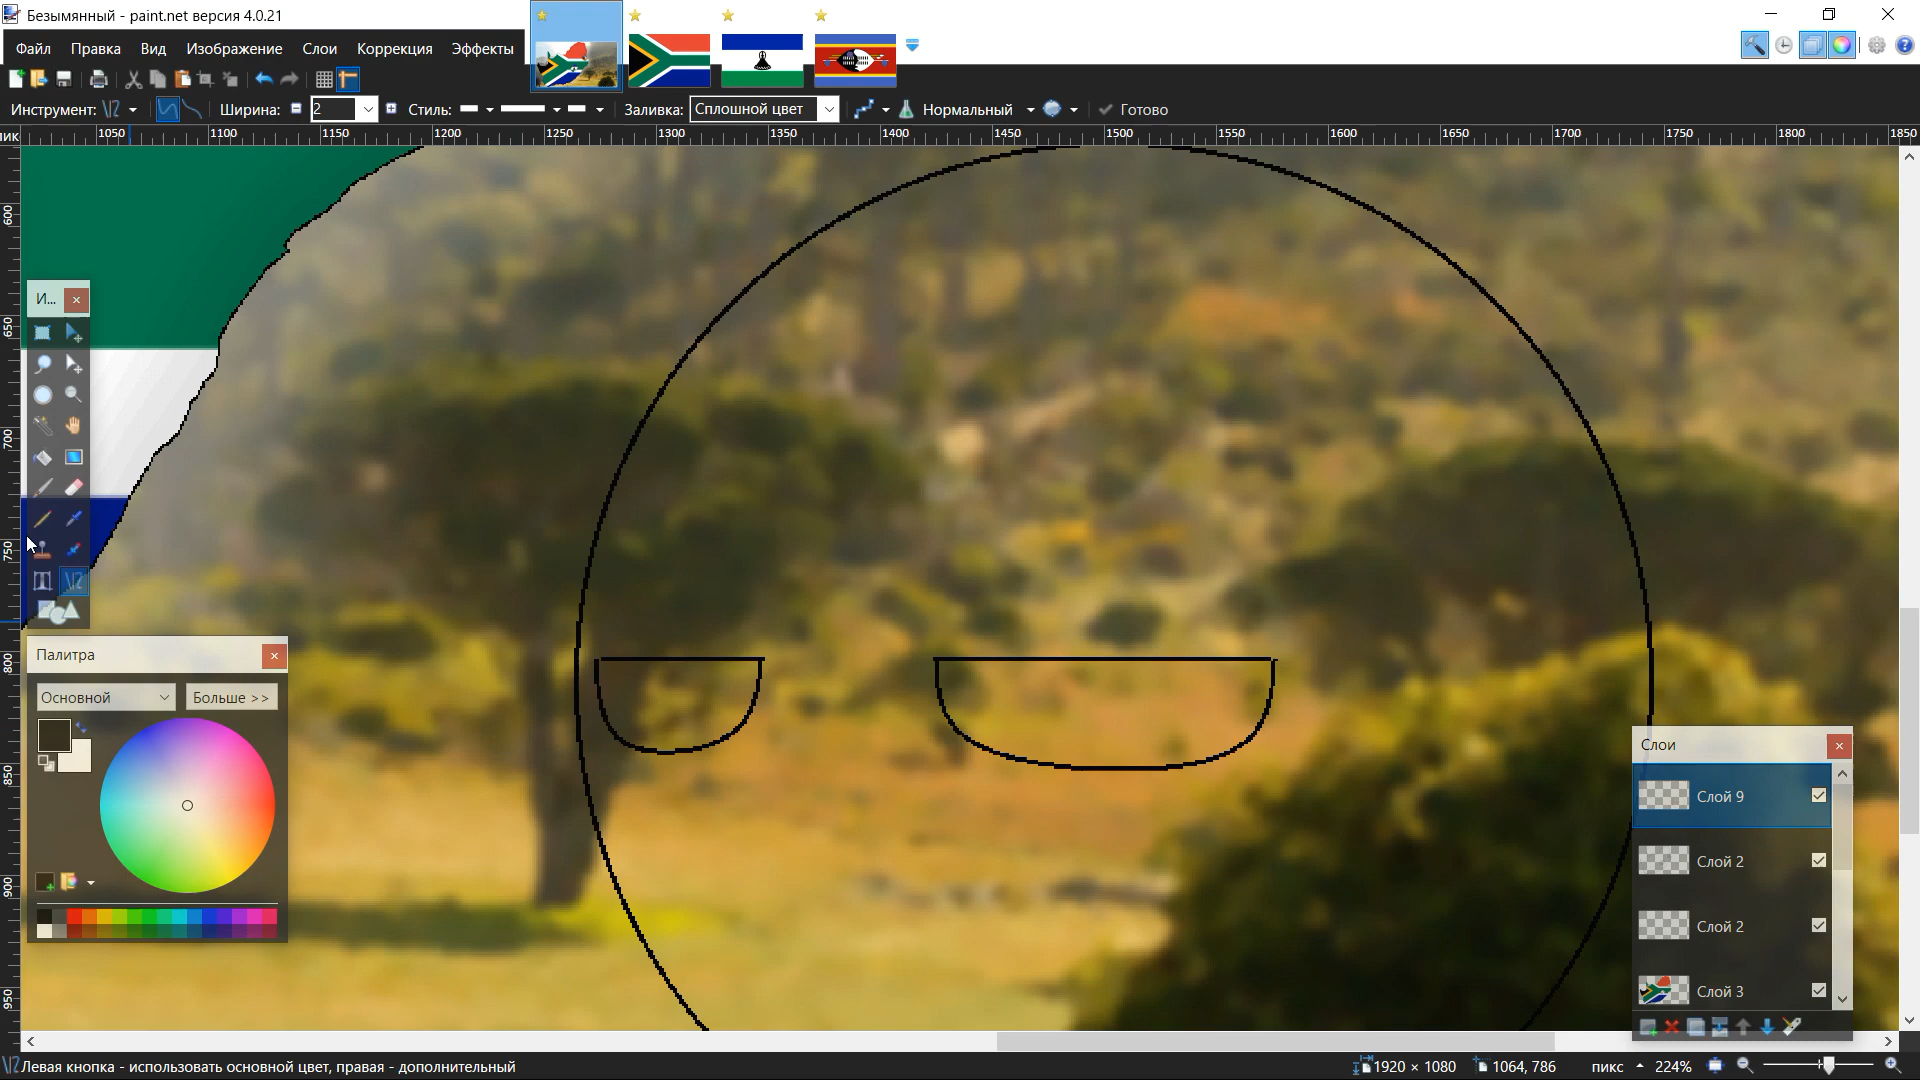 Безымянный - paint.net версия 4.0.21
Файл Правка Вид Изображение Слои Коррекция Эффекты
Инструмент: Ширина: 2 Стиль: Заливка: Сплошной цвет Нормальный Готово
пик 1050 1100 1150 1200 1250 1300 1350 1400 1450 1500 1550 1600 1650 1700 1750 1800 1850
600
650
700
750
800
850
900
950
И...
Палитра
Основной Больше >>
Слои
Слой 9
Слой 2
Слой 2
Слой 3
Левая кнопка - использовать основной цвет, правая - дополнительный 1920 × 1080 1064, 786 пикс 224%